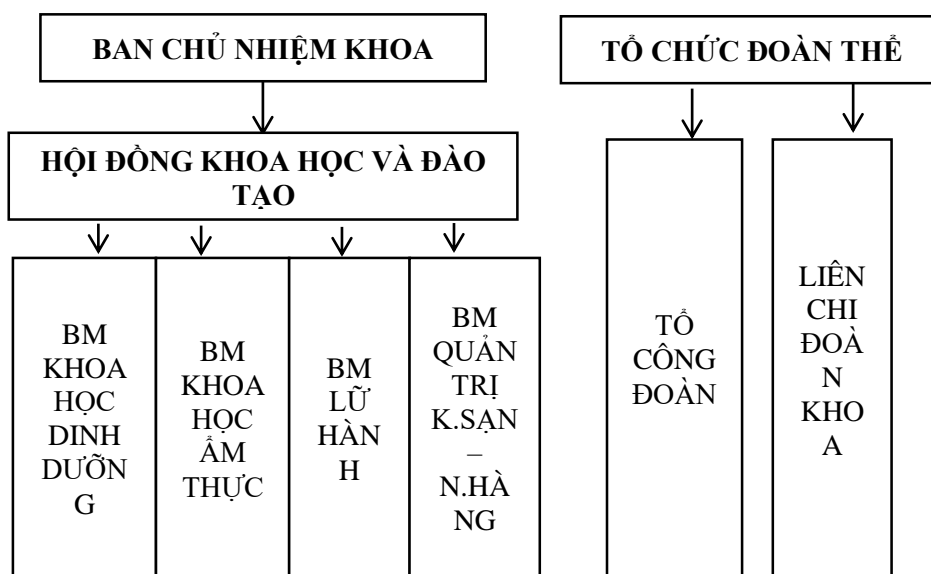 BAN CHỦ NHIỆM KHOA
TỔ CHỨC ĐOÀN THỂ
HỘI ĐỒNG KHOA HỌC VÀ ĐÀO
TẠO
BM
KHOA
HỌC
DINH
DƯỠN
G
BM
KHOA
HỌC
ẨM
THỰC
BM
LỮ
HÀN
H
BM
QUẢN
TRỊ
K.SẠN
–
N.HÀ
NG
TỔ
CÔNG
ĐOÀN
LIÊN
CHI
ĐOÀ
N
KHO
A